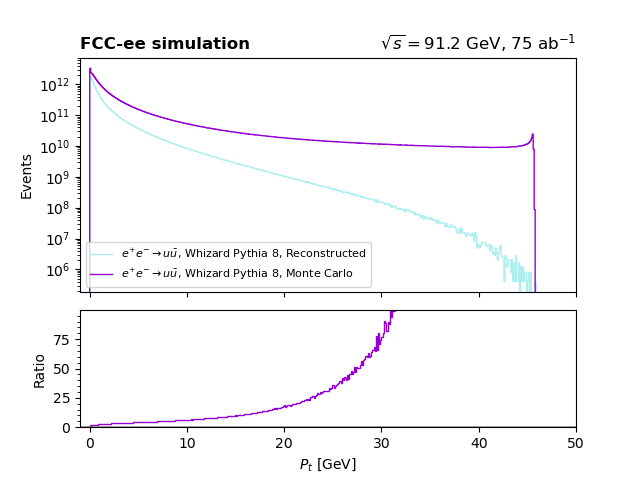 FCC-ee simulation
√s = 91.2 GeV, 75 ab⁻¹
Events
10¹²
10¹¹
10¹⁰
10⁹
10⁸
10⁷
10⁶
e⁺e⁻ → uū, Whizard Pythia 8, Reconstructed
e⁺e⁻ → uū, Whizard Pythia 8, Monte Carlo
Ratio
75
50
25
0
0 10 20 30 40 50
Pₜ [GeV]